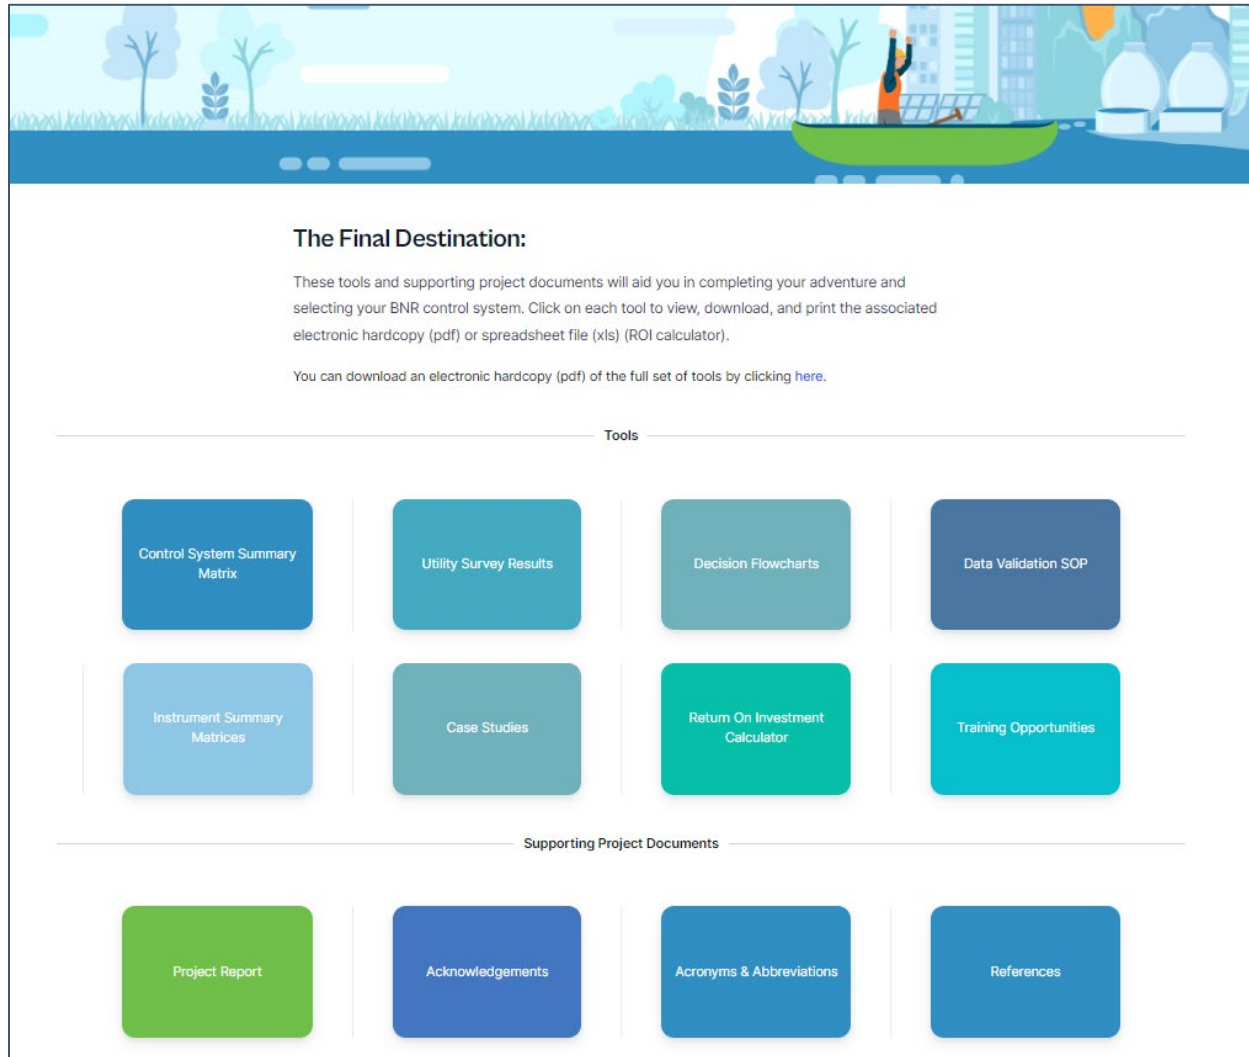 The Final Destination:
These tools and supporting project documents will aid you in completing your adventure and
selecting your BNR control system. Click on each tool to view, download, and print the associated
electronic hardcopy (pdf) or spreadsheet file (xls) (ROI calculator).
You can download an electronic hardcopy (pdf) of the full set of tools by clicking here.
Tools
Control System Summary
Matrix
Utility Survey Results
Decision Flowcharts
Data Validation SOP
Instrument Summary
Matrices
Case Studies
Return On Investment
Calculator
Training Opportunities
Supporting Project Documents
Project Report
Acknowledgements
Acronyms & Abbreviations
References